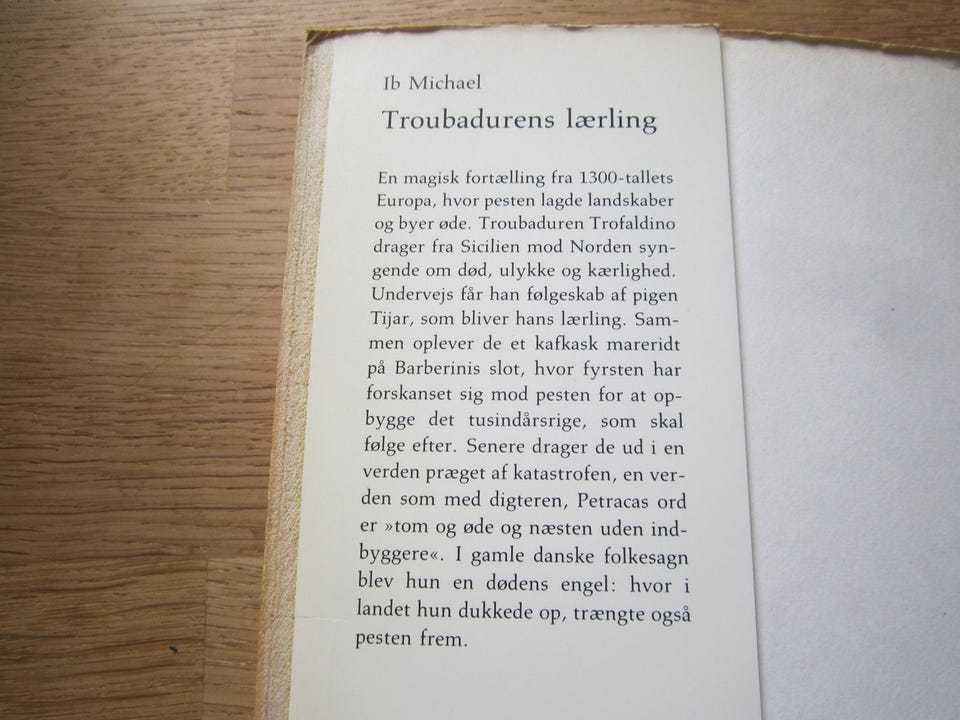 Ib Michael
Troubadurens lærling
En magisk fortælling fra 1300-tallets
Europa, hvor pesten lagde landskaber
og byer øde. Troubaduren Trofaldino
drager fra Sicilien mod Norden syn-
gende om død, ulykke og kærlighed.
Undervejs får han følgeskab af pigen
Tijar, som bliver hans lærling. Sam-
men oplever de et kafkask mareridt
på Barberinis slot, hvor fyrsten har
forskanset sig mod pesten for at op-
bygge det tusindårsrige, som skal
følge efter. Senere drager de ud i en
verden præget af katastrofen, en ver-
den som med digteren, Petracas ord
er »tom og øde og næsten uden ind-
byggere«. I gamle danske folkesagn
blev hun en dødens engel: hvor i
landet hun dukkede op, trængte også
pesten frem.